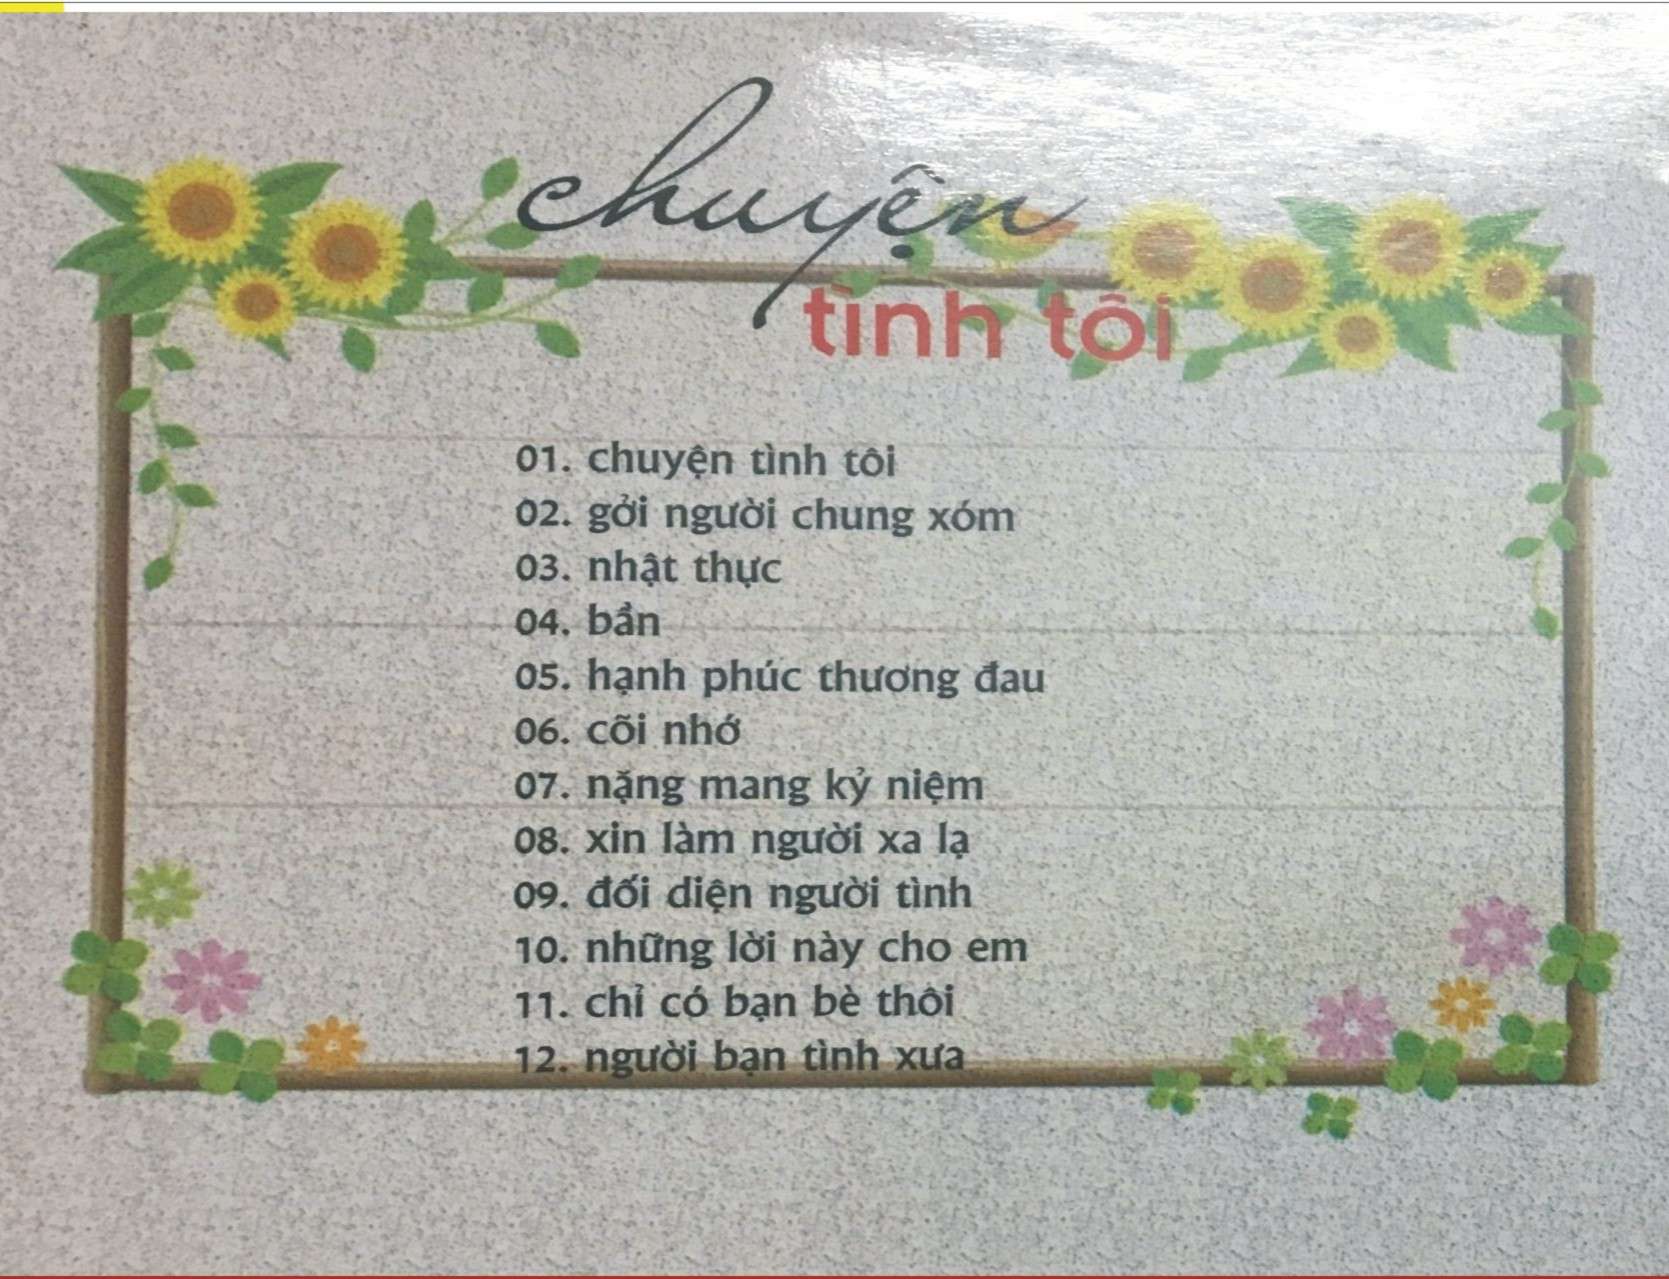 chuyện
tình tôi
01. chuyện tình tôi
02. gởi người chung xóm
03. nhật thực
04. bần
05. hạnh phúc thương đau
06. cõi nhớ
07. nặng mang kỷ niệm
08. xin làm người xa lạ
09. đối diện người tình
10. những lời này cho em
11. chỉ có bạn bè thôi
12. người bạn tình xưa